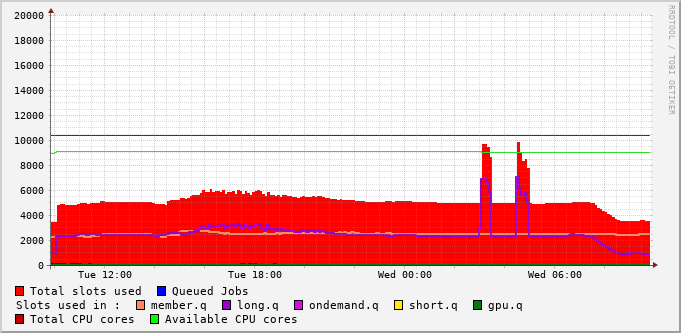 20000
18000
16000
14000
12000
10000
8000
6000
4000
2000
0
Tue 12:00 Tue 18:00 Wed 00:00 Wed 06:00
Total slots used Queued Jobs
Slots used in : member.q long.q ondemand.q short.q gpu.q
Total CPU cores Available CPU cores
RRDTOOL / TOBI OETIKER